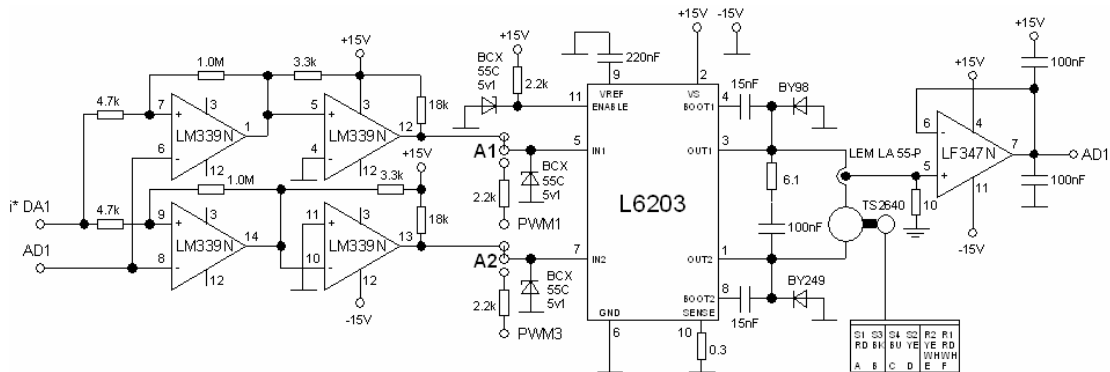 +15V
-15V
+15V
+15V
BCX
55C
5v1
+15V
2.2k
220nF
9
2
15nF
BY98
100nF
1.0M
3.3k
4.7k
7
3
+
LM339N
1
-
6
12
5
3
+
LM339N
12
-
4
12
18k
+15V
11
VREF
ENABLE
VS
BOOT1
4
+15V
6
4
-
LF347N
7
AD1
+
5
11
-15V
100nF
A1
5
IN1
OUT1
3
LEM LA 55-P
6.1
10
TS2640
BCX
55C
5v1
2.2k
PWM1
L6203
100nF
1.0M
3.3k
18k
i* DA1
4.7k
9
3
+
LM339N
14
-
8
12
AD1
11
3
+
LM339N
13
-
10
12
-15V
A2
7
IN2
OUT2
1
BCX
55C
5v1
2.2k
PWM3
BOOT2
8
BY249
15nF
GND
SENSE
6
10
0.3
S1 S3 S4 S2 R2 R1
RD BK BU YE YE RD
WH WH
A B C D E F